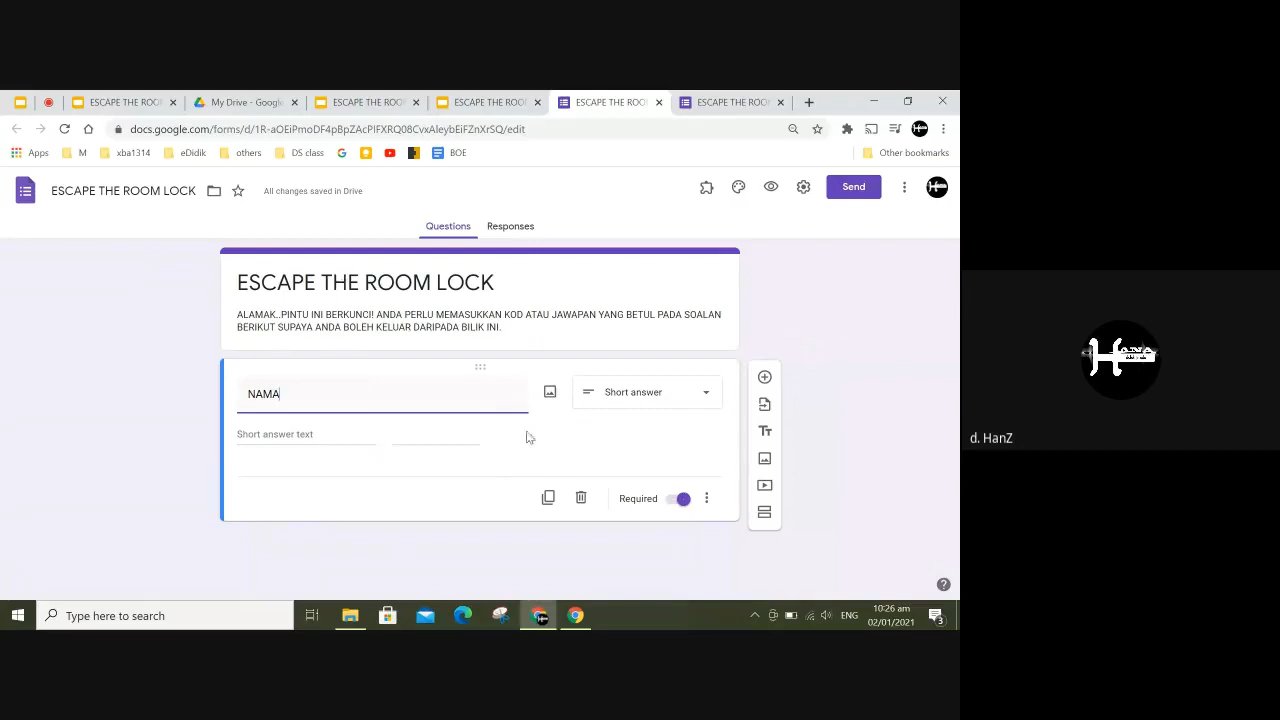 ESCAPE THE ROO
My Drive - Google
ESCAPE THE ROO
ESCAPE THE ROO
ESCAPE THE ROO
ESCAPE THE ROO
docs.google.com/forms/d/1R-aOEiPmoDF4pBpZAcPIFXRQ08CvxAleybEiFZnXrSQ/edit
Apps
M
xba1314
eDidik
others
DS class
BOE
Other bookmarks
ESCAPE THE ROOM LOCK
All changes saved in Drive
Send
Questions
Responses
ESCAPE THE ROOM LOCK
ALAMAK..PINTU INI BERKUNCI! ANDA PERLU MEMASUKKAN KOD ATAU JAWAPAN YANG BETUL PADA SOALAN
BERIKUT SUPAYA ANDA BOLEH KELUAR DARIPADA BILIK INI.
NAMA
Short answer
Short answer text
Required
d. HanZ
Type here to search
ENG
10:26 am
02/01/2021
3